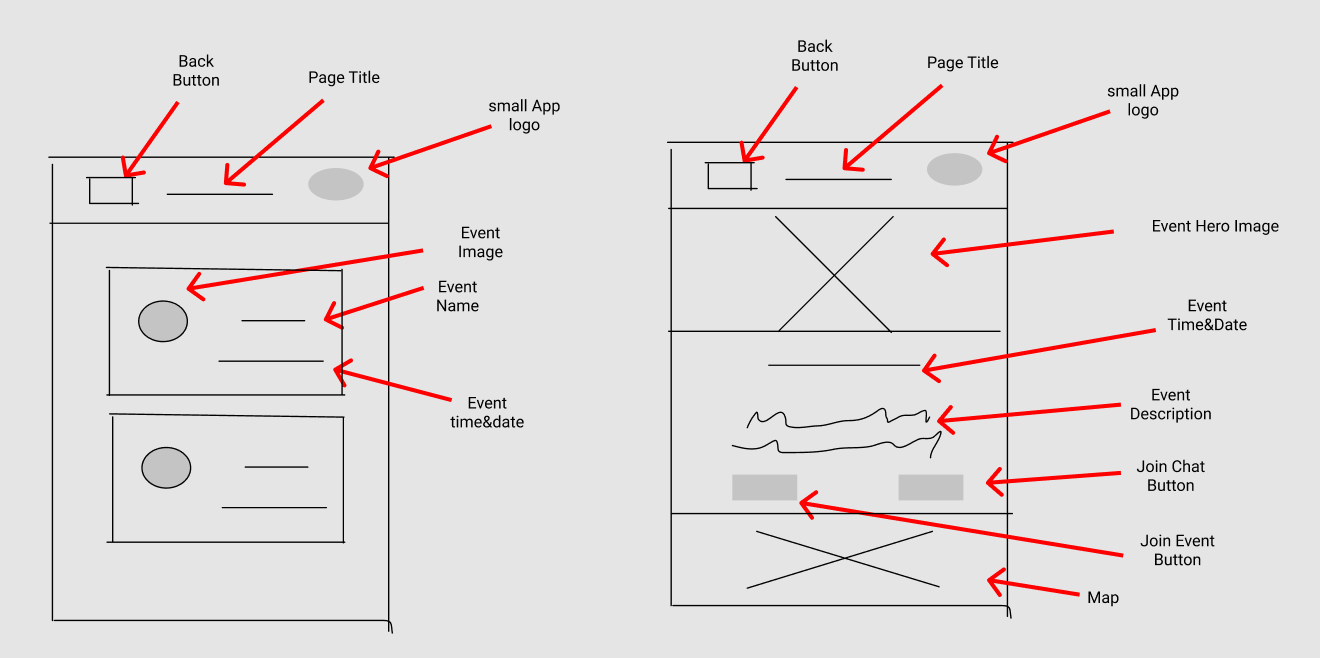 Back
Button
Page Title
small App
logo
Event
Image
Event
Name
Event
time&date
Back
Button
Page Title
small App
logo
Event Hero Image
Event
Time&Date
Event
Description
Join Chat
Button
Join Event
Button
Map